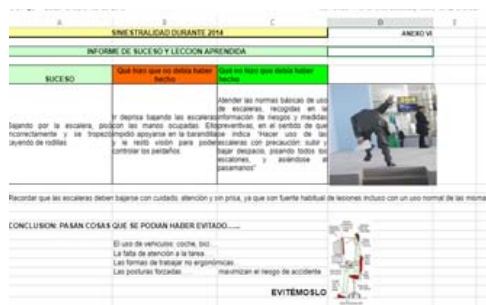 SINIESTRALIDAD DURANTE 2014
ANEXO VI
INFORME DE SUCESO Y LECCION APRENDIDA
SUCESO
Qué hizo que no debía haber
hecho
Qué no hizo que debía haber
hecho
Bajando por la escalera, pisó
incorrectamente y se tropezó
cayendo de rodillas
Ir deprisa bajando las escaleras
con las manos ocupadas. Ello
impidió apoyarse en la barandilla
y le restó visión para poder
controlar los peldaños.
Atender las normas básicas de uso
de escaleras, recogidas en la
información de riesgos y medidas
preventivas, en el sentido de que
se indica "Hacer uso de las
escaleras con precaución: subir y
bajar despacio, pisando todos los
escalones, y asiéndose al
pasamanos"
Recordar que las escaleras deben bajarse con cuidado, atención y sin prisa, ya que son fuente habitual de lesiones incluso con un uso normal de las misma
CONCLUSION: PASAN COSAS QUE SE PODIAN HABER EVITADO......
El uso de vehículos: coche, bici...
La falta de atención a la tarea...
Las formas de trabajar no ergonómicas...
Las posturas forzadas... maximizan el riesgo de accidente
EVITÉMOSLO